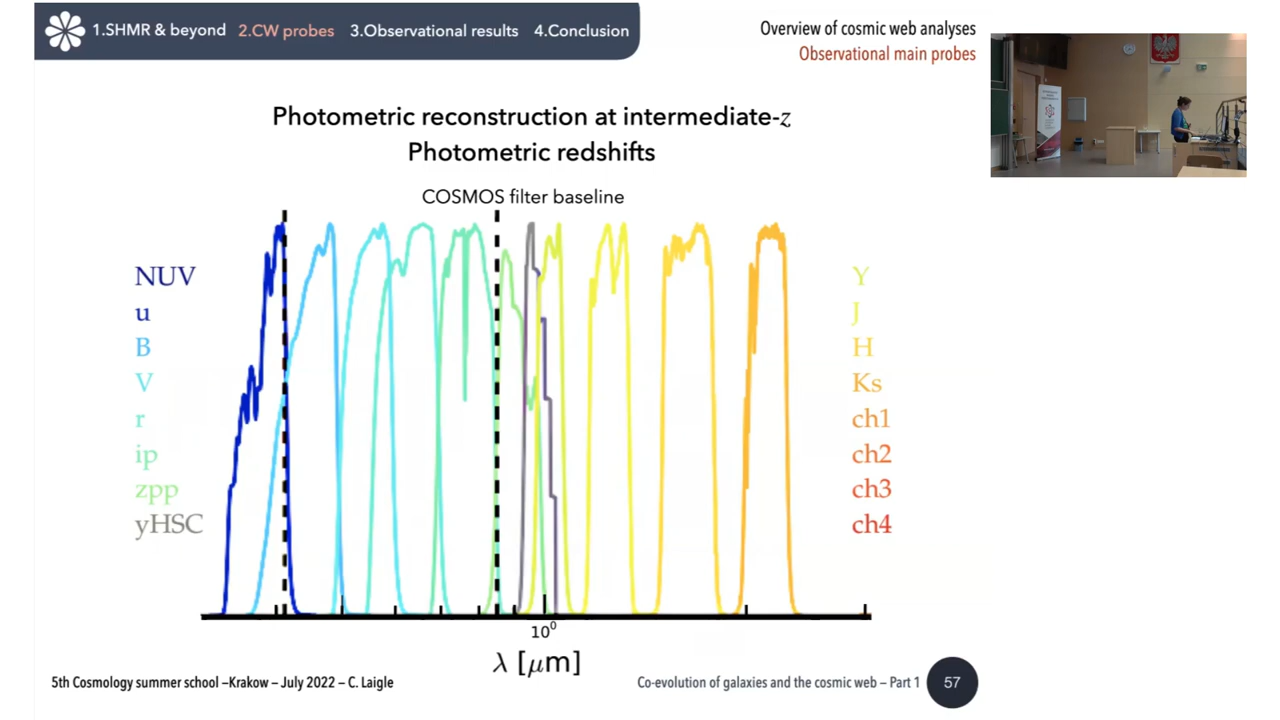 1.SHMR & beyond 2.CW probes 3.Observational results 4.Conclusion
Overview of cosmic web analyses
Observational main probes
Photometric reconstruction at intermediate-z
Photometric redshifts
COSMOS filter baseline
NUV
u
B
V
r
ip
zpp
yHSC
Y
J
H
Ks
ch1
ch2
ch3
ch4
10⁰
λ [μm]
5th Cosmology summer school –Krakow – July 2022 – C. Laigle
Co-evolution of galaxies and the cosmic web – Part 1
57